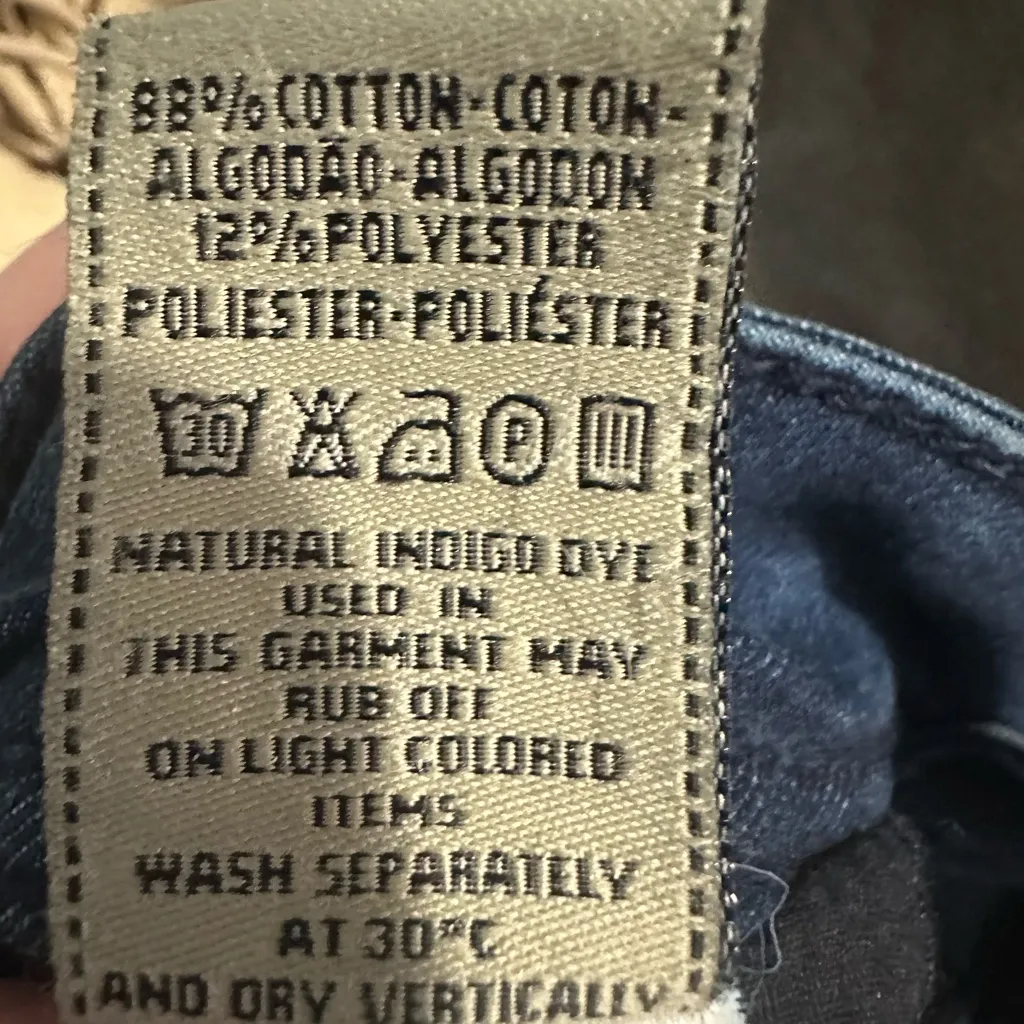 88% COTTON-COTON-
ALGODÃO-ALGODON
12% POLYESTER
POLIESTER-POLIÉSTER
30 P
NATURAL INDIGO DYE
USED IN
THIS GARMENT MAY
RUB OFF
ON LIGHT COLORED
ITEMS
WASH SEPARATELY
AT 30°C
AND DRY VERTICALLY